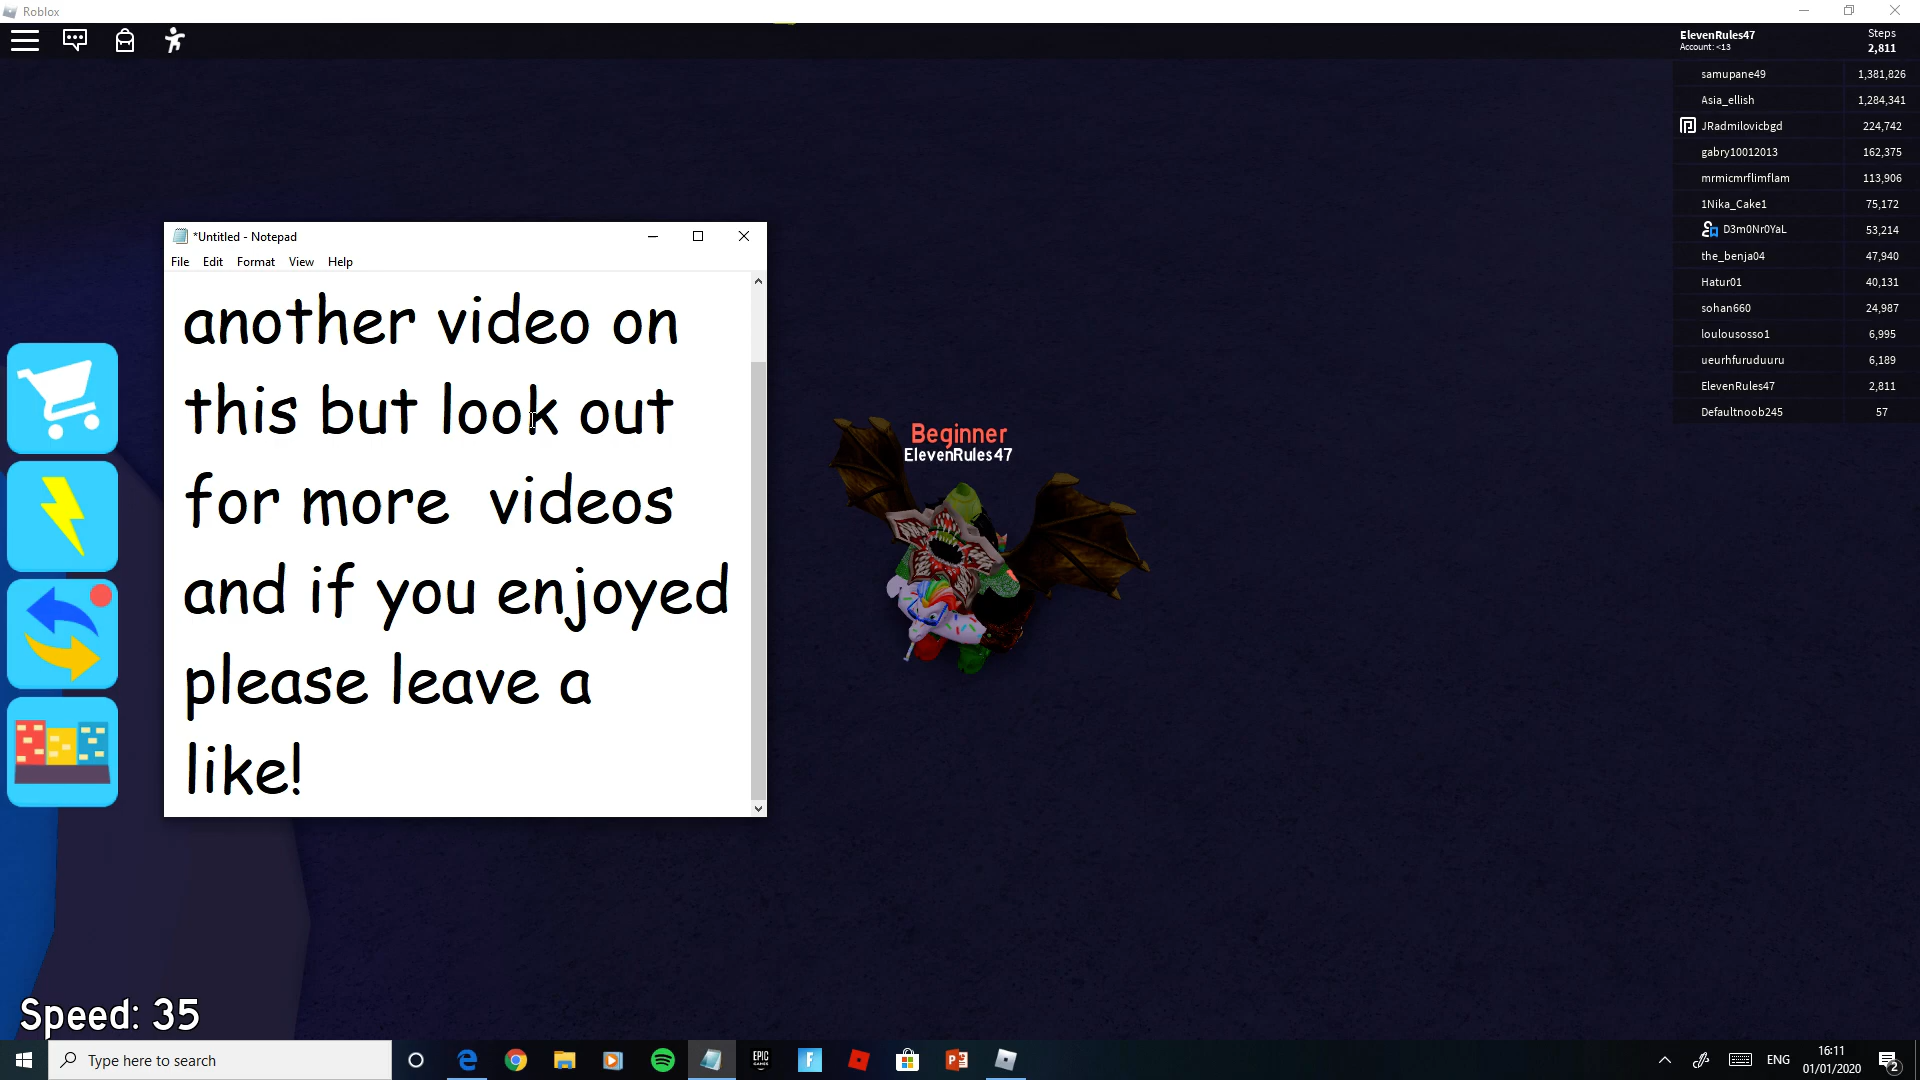 Roblox
ElevenRules47
Account: <13
Steps
2,811
samupane49 1,381,826
Asia_ellish 1,284,341
JRadmilovicbgd 224,742
gabry10012013 162,375
mrmicmrflimflam 113,906
1Nika_Cake1 75,172
D3m0Nr0YaL 53,214
the_benja04 47,940
Hatur01 40,131
sohan660 24,987
loulousosso1 6,995
ueurhfuruduuru 6,189
ElevenRules47 2,811
Defaultnoob245 57
*Untitled - Notepad
File Edit Format View Help
another video on
this but look out
for more  videos
and if you enjoyed
please leave a
like!
Beginner
ElevenRules47
Speed: 35
Type here to search
EPIC
GAMES
ENG
16:11
01/01/2020
2